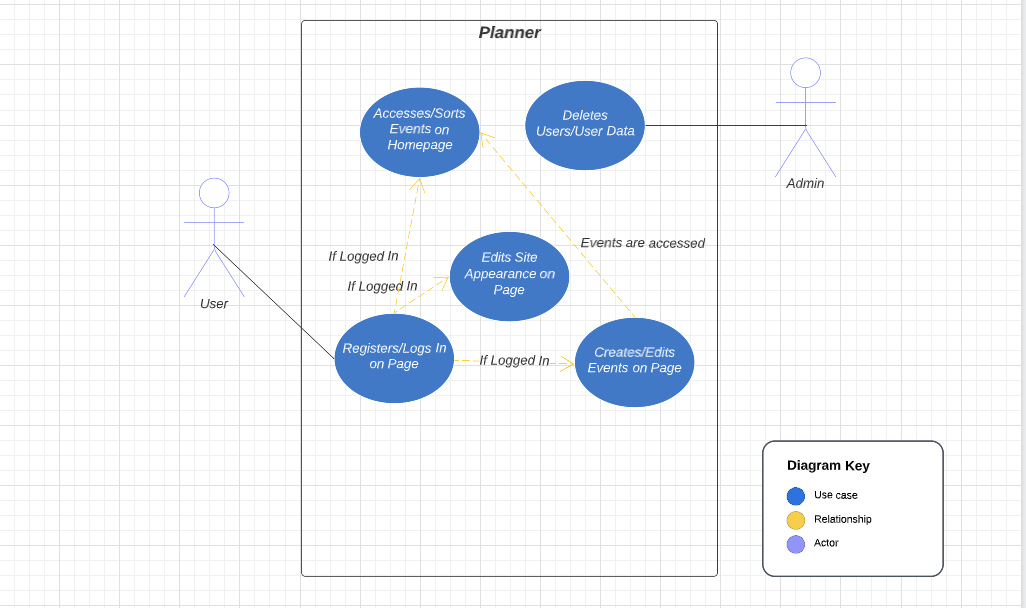 Planner
Accesses/Sorts
Events on
Homepage
Deletes
Users/User Data
Admin
User
If Logged In
Events are accessed
If Logged In
Edits Site
Appearance on
Page
Registers/Logs In
on Page
If Logged In
Creates/Edits
Events on Page
Diagram Key
Use case
Relationship
Actor